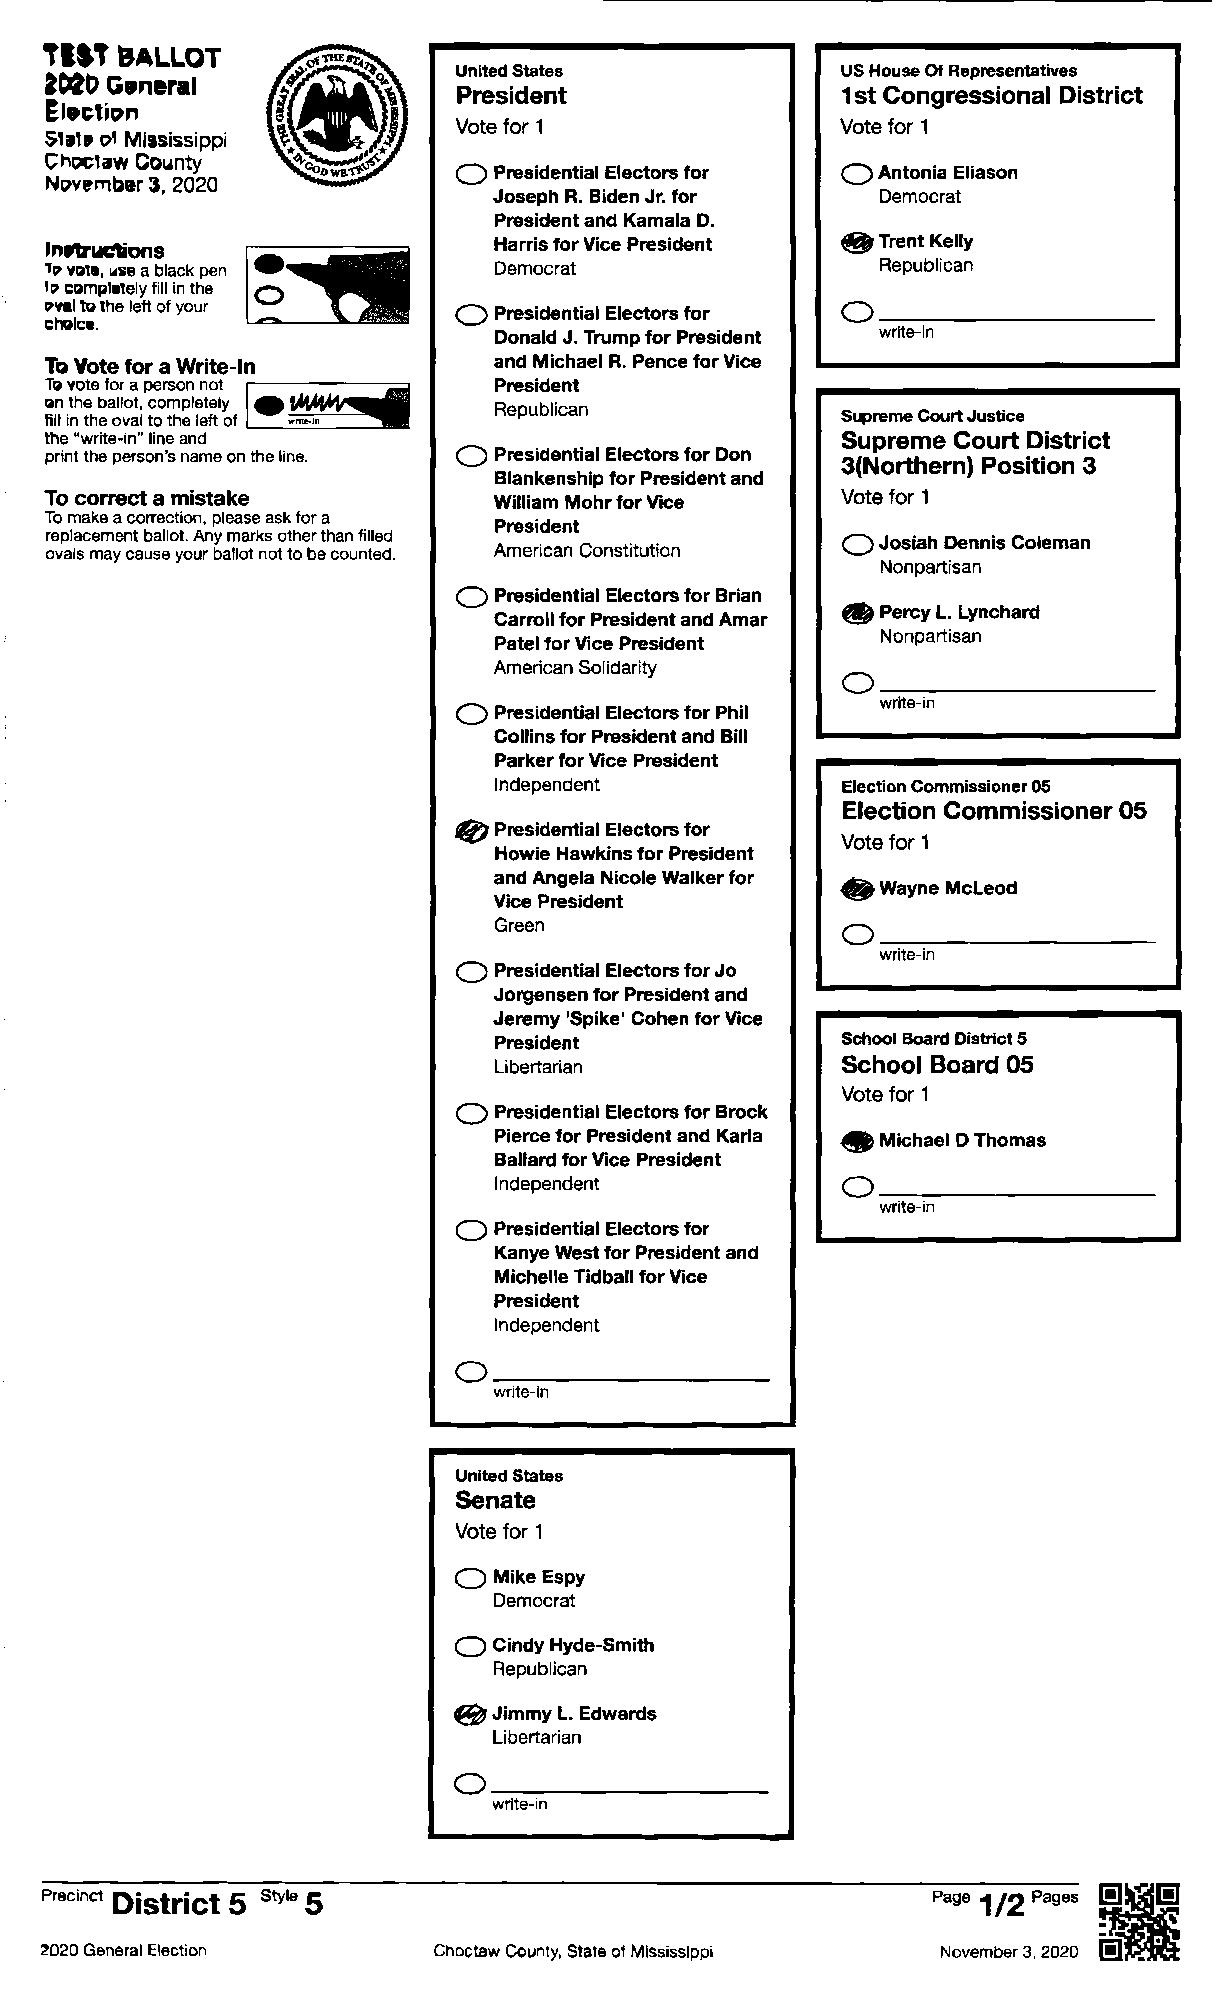 TEST BALLOT
2020 General
Election
State of Mississippi
Choctaw County
November 3, 2020
THE GREAT SEAL OF THE STATE OF MISSISSIPPI
IN GOD WE TRUST
Instructions
To vote, use a black pen
to completely fill in the
oval to the left of your
choice.
To Vote for a Write-In
To vote for a person not
on the ballot, completely
fill in the oval to the left of
the "write-in" line and
print the person's name on the line.
write-in
To correct a mistake
To make a correction, please ask for a
replacement ballot. Any marks other than filled
ovals may cause your ballot not to be counted.
United States
President
Vote for 1
Presidential Electors for
Joseph R. Biden Jr. for
President and Kamala D.
Harris for Vice President
Democrat
Presidential Electors for
Donald J. Trump for President
and Michael R. Pence for Vice
President
Republican
Presidential Electors for Don
Blankenship for President and
William Mohr for Vice
President
American Constitution
Presidential Electors for Brian
Carroll for President and Amar
Patel for Vice President
American Solidarity
Presidential Electors for Phil
Collins for President and Bill
Parker for Vice President
Independent
Presidential Electors for
Howie Hawkins for President
and Angela Nicole Walker for
Vice President
Green
Presidential Electors for Jo
Jorgensen for President and
Jeremy 'Spike' Cohen for Vice
President
Libertarian
Presidential Electors for Brock
Pierce for President and Karla
Ballard for Vice President
Independent
Presidential Electors for
Kanye West for President and
Michelle Tidball for Vice
President
Independent
write-in
United States
Senate
Vote for 1
Mike Espy
Democrat
Cindy Hyde-Smith
Republican
Jimmy L. Edwards
Libertarian
write-in
US House Of Representatives
1st Congressional District
Vote for 1
Antonia Eliason
Democrat
Trent Kelly
Republican
write-in
Supreme Court Justice
Supreme Court District
3(Northern) Position 3
Vote for 1
Josiah Dennis Coleman
Nonpartisan
Percy L. Lynchard
Nonpartisan
write-in
Election Commissioner 05
Election Commissioner 05
Vote for 1
Wayne McLeod
write-in
School Board District 5
School Board 05
Vote for 1
Michael D Thomas
write-in
Precinct District 5 Style 5
Page 1/2 Pages
2020 General Election
Choctaw County, State of Mississippi
November 3, 2020